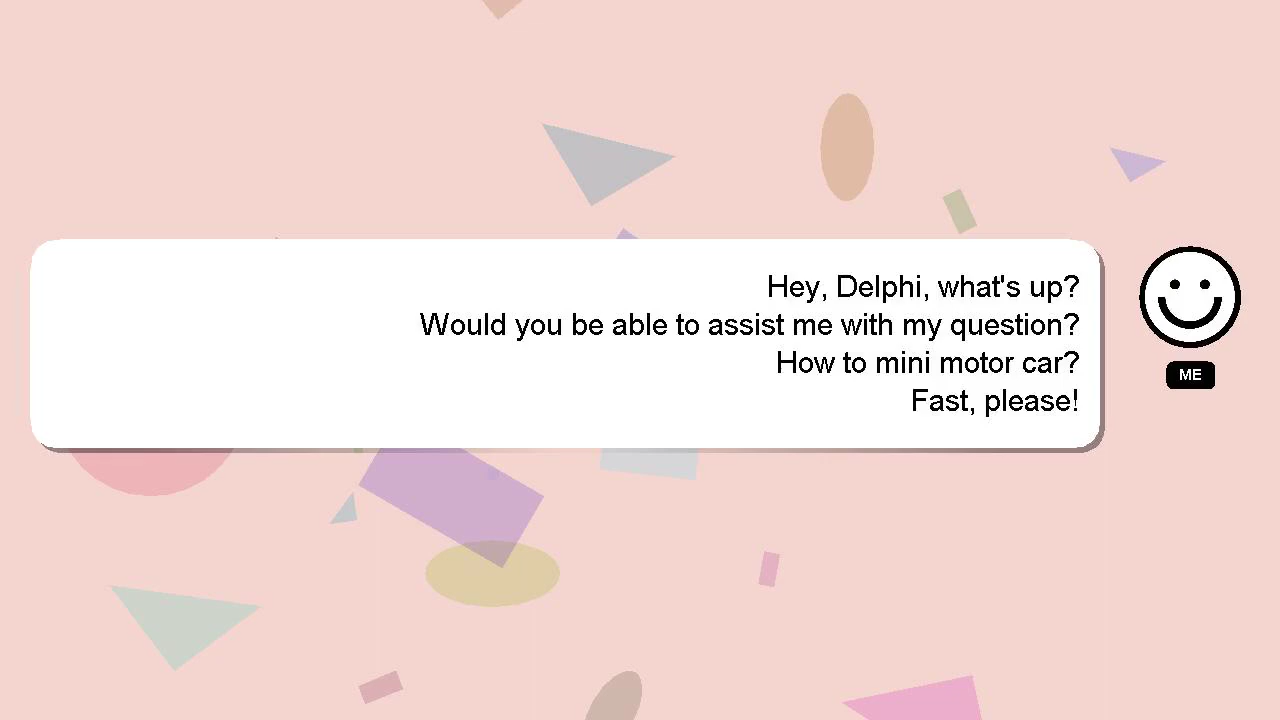 Hey, Delphi, what's up?
Would you be able to assist me with my question?
How to mini motor car?
Fast, please!
ME